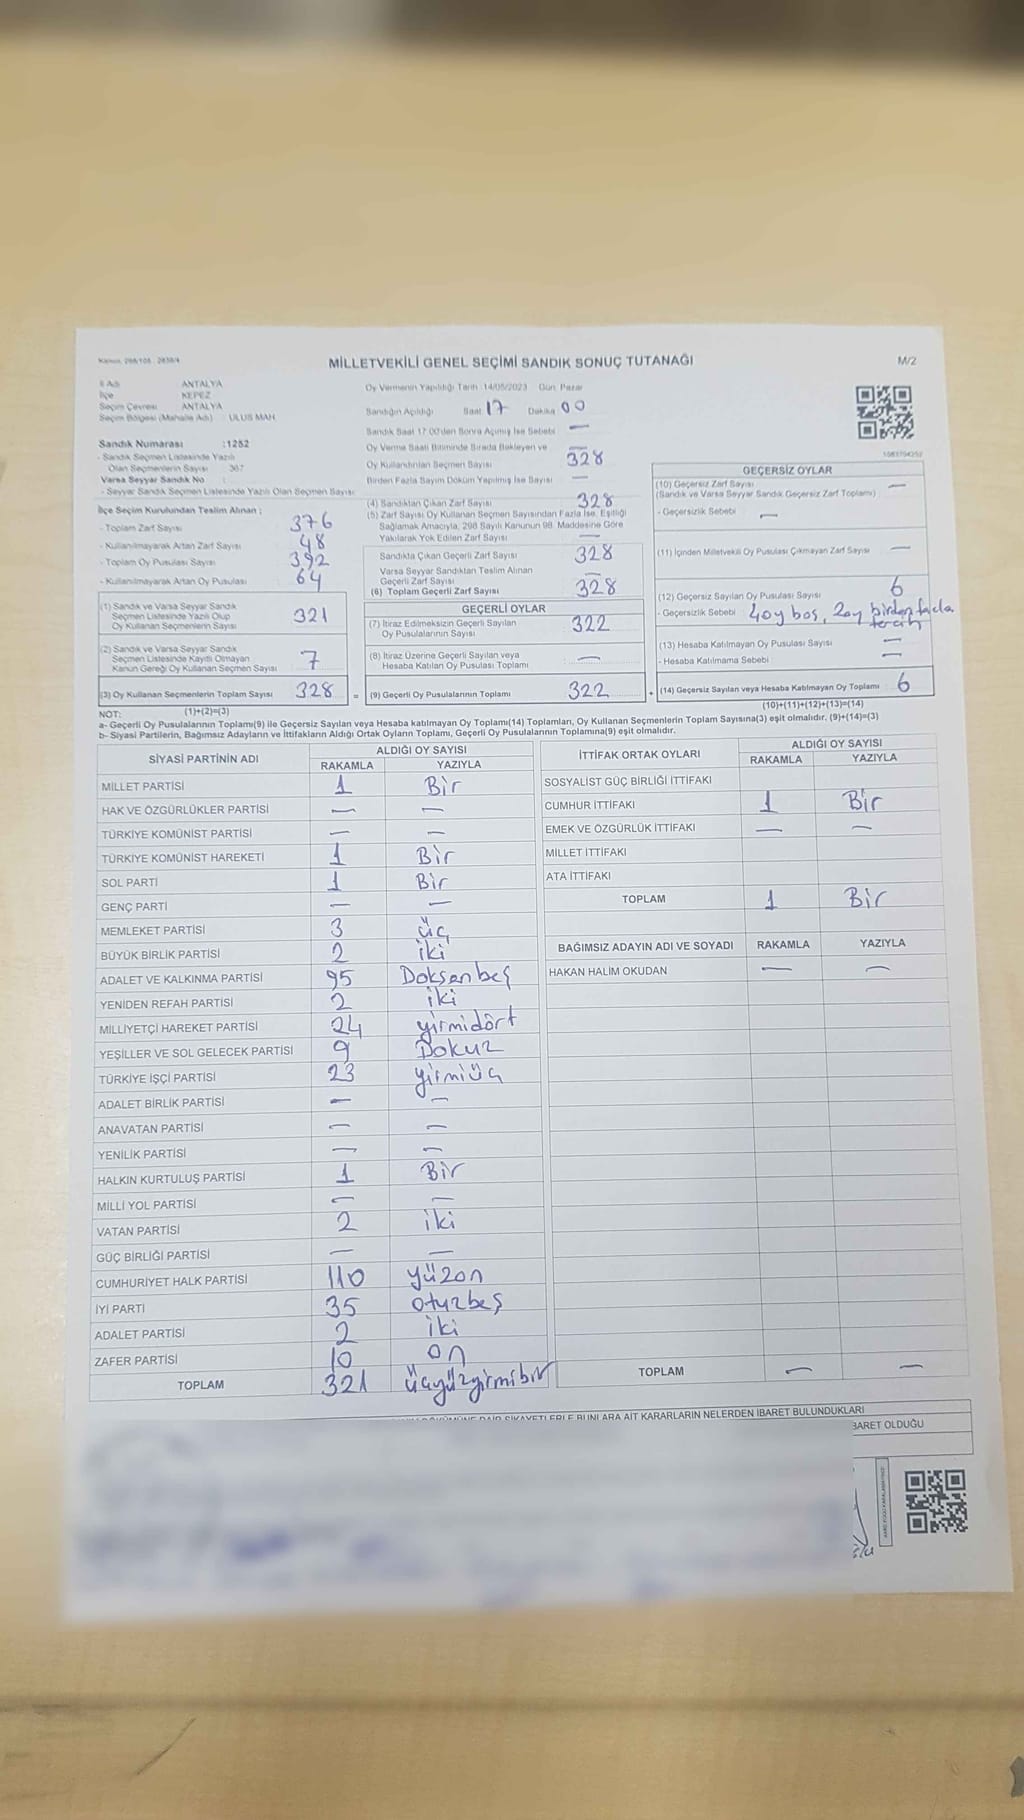 MİLLETVEKİLİ GENEL SEÇİMİ SANDIK SONUÇ TUTANAĞI
M/2
İl Adı ANTALYA
İlçe KEPEZ
Seçim Çevresi ANTALYA
Seçim Bölgesi (Mahalle Adı) : ULUS MAH.
Sandık Numarası :1252
- Sandık Seçmen Listesinde Yazılı
Olan Seçmenlerin Sayısı : 367
Varsa Seyyar Sandık No
- Seyyar Sandık Seçmen Listesinde Yazılı Olan Seçmen Sayısı
İlçe Seçim Kurulundan Teslim Alınan ;
- Toplam Zarf Sayısı 376
- Kullanılmayarak Artan Zarf Sayısı 48
- Toplam Oy Pusulası Sayısı 392
- Kullanılmayarak Artan Oy Pusulası 64
(1) Sandık ve Varsa Seyyar Sandık
Seçmen Listesinde Yazılı Olup
Oy Kullanan Seçmenlerin Sayısı 321
(2) Sandık ve Varsa Seyyar Sandık
Seçmen Listesinde Kayıtlı Olmayan
Kanun Gereği Oy Kullanan Seçmen Sayısı 7
(3) Oy Kullanan Seçmenlerin Toplam Sayısı 328 =
Oy Vermenin Yapıldığı Tarih :14/05/2023 Gün: Pazar
Sandığın Açıldığı Saat 17 Dakika 00
Sandık Saat 17.00'den Sonra Açılmış İse Sebebi —
Oy Verme Saati Bitiminde Sırada Bekleyen ve —
Oy Kullandırılan Seçmen Sayısı 328
Birden Fazla Sayım Döküm Yapılmış İse Sayısı —
(4) Sandıktan Çıkan Zarf Sayısı 328
(5) Zarf Sayısı Oy Kullanan Seçmen Sayısından Fazla İse, Eşitliği
Sağlamak Amacıyla, 298 Sayılı Kanunun 98. Maddesine Göre
Yakılarak Yok Edilen Zarf Sayısı —
Sandıkta Çıkan Geçerli Zarf Sayısı 328
Varsa Seyyar Sandıktan Teslim Alınan
Geçerli Zarf Sayısı —
(6) Toplam Geçerli Zarf Sayısı 328
GEÇERLİ OYLAR
(7) İtiraz Edilmeksizin Geçerli Sayılan
Oy Pusulalarının Sayısı 322
(8) İtiraz Üzerine Geçerli Sayılan veya
Hesaba Katılan Oy Pusulası Toplamı —
(9) Geçerli Oy Pusulalarının Toplamı 322 +
GEÇERSİZ OYLAR
(10) Geçersiz Zarf Sayısı —
(Sandık ve Varsa Seyyar Sandık Geçersiz Zarf Toplamı)
- Geçersizlik Sebebi —
(11) İçinden Milletvekili Oy Pusulası Çıkmayan Zarf Sayısı —
(12) Geçersiz Sayılan Oy Pusulası Sayısı 6
- Geçersizlik Sebebi 4 oy boş, 2 oy birden fazla
tercih
(13) Hesaba Katılmayan Oy Pusulası Sayısı —
- Hesaba Katılmama Sebebi —
(14) Geçersiz Sayılan veya Hesaba Katılmayan Oy Toplamı 6
NOT: (1)+(2)=(3) (10)+(11)+(12)+(13)=(14)
a- Geçerli Oy Pusulalarının Toplamı(9) ile Geçersiz Sayılan veya Hesaba katılmayan Oy Toplamı(14) Toplamları, Oy Kullanan Seçmenlerin Toplam Sayısına(3) eşit olmalıdır. (9)+(14)=(3)
b- Siyasi Partilerin, Bağımsız Adayların ve İttifakların Aldığı Ortak Oyların Toplamı, Geçerli Oy Pusulalarının Toplamına(9) eşit olmalıdır.
SİYASİ PARTİNİN ADI ALDIĞI OY SAYISI
RAKAMLA YAZIYLA
MİLLET PARTİSİ 1 Bir
HAK VE ÖZGÜRLÜKLER PARTİSİ — —
TÜRKİYE KOMÜNİST PARTİSİ — —
TÜRKİYE KOMÜNİST HAREKETİ 1 Bir
SOL PARTİ 1 Bir
GENÇ PARTİ — —
MEMLEKET PARTİSİ 3 üç
BÜYÜK BİRLİK PARTİSİ 2 iki
ADALET VE KALKINMA PARTİSİ 95 Doksanbeş
YENİDEN REFAH PARTİSİ 2 iki
MİLLİYETÇİ HAREKET PARTİSİ 24 yirmidört
YEŞİLLER VE SOL GELECEK PARTİSİ 9 Dokuz
TÜRKİYE İŞÇİ PARTİSİ 23 yirmiüç
ADALET BİRLİK PARTİSİ — —
ANAVATAN PARTİSİ — —
YENİLİK PARTİSİ — —
HALKIN KURTULUŞ PARTİSİ 1 Bir
MİLLİ YOL PARTİSİ — —
VATAN PARTİSİ 2 iki
GÜÇ BİRLİĞİ PARTİSİ — —
CUMHURİYET HALK PARTİSİ 110 yüzon
İYİ PARTİ 35 otuzbeş
ADALET PARTİSİ 2 iki
ZAFER PARTİSİ 10 on
TOPLAM 321 üçyüzyirmibir
İTTİFAK ORTAK OYLARI ALDIĞI OY SAYISI
RAKAMLA YAZIYLA
SOSYALİST GÜÇ BİRLİĞİ İTTİFAKI
CUMHUR İTTİFAKI 1 Bir
EMEK VE ÖZGÜRLÜK İTTİFAKI — —
MİLLET İTTİFAKI
ATA İTTİFAKI
TOPLAM 1 Bir
BAĞIMSIZ ADAYIN ADI VE SOYADI RAKAMLA YAZIYLA
HAKAN HALİM OKUDAN — —
TOPLAM — —
ŞİKAYETLERLE BUNLARA AİT KARARLARIN NELERDEN İBARET BULUNDUKLARI
BARET OLDUĞU